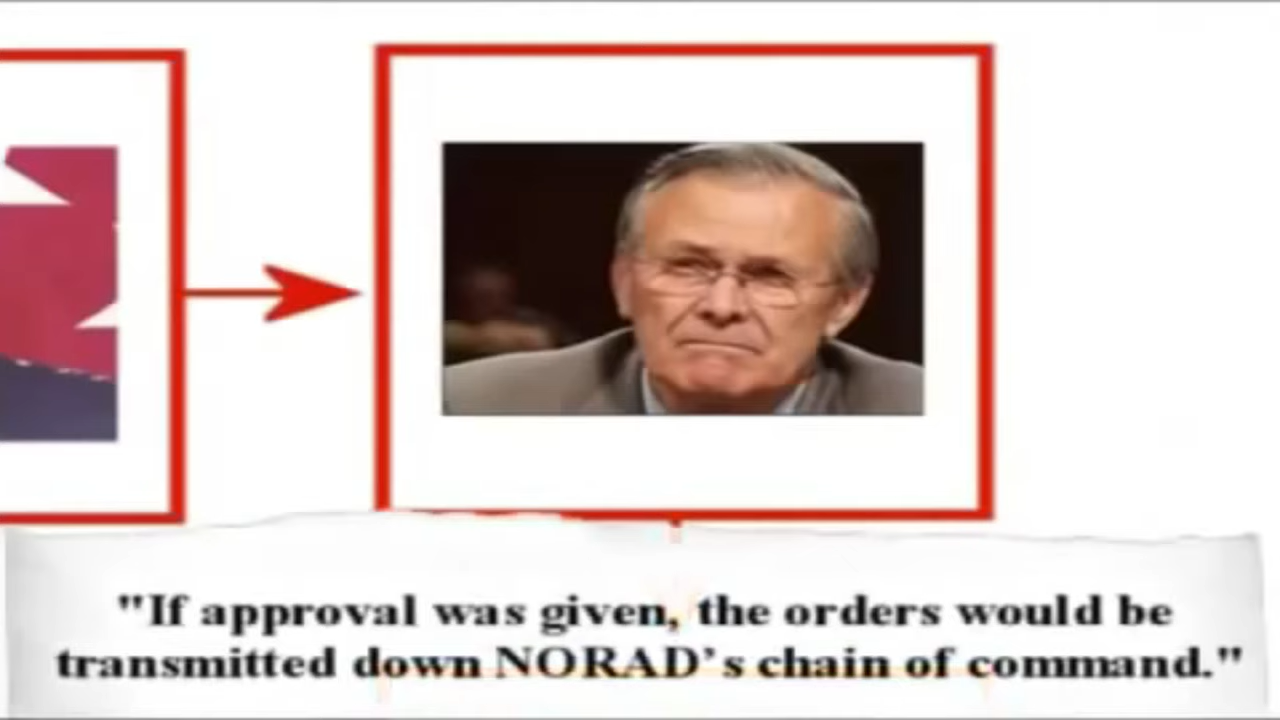 "If approval was given, the orders would be
transmitted down NORAD's chain of command."